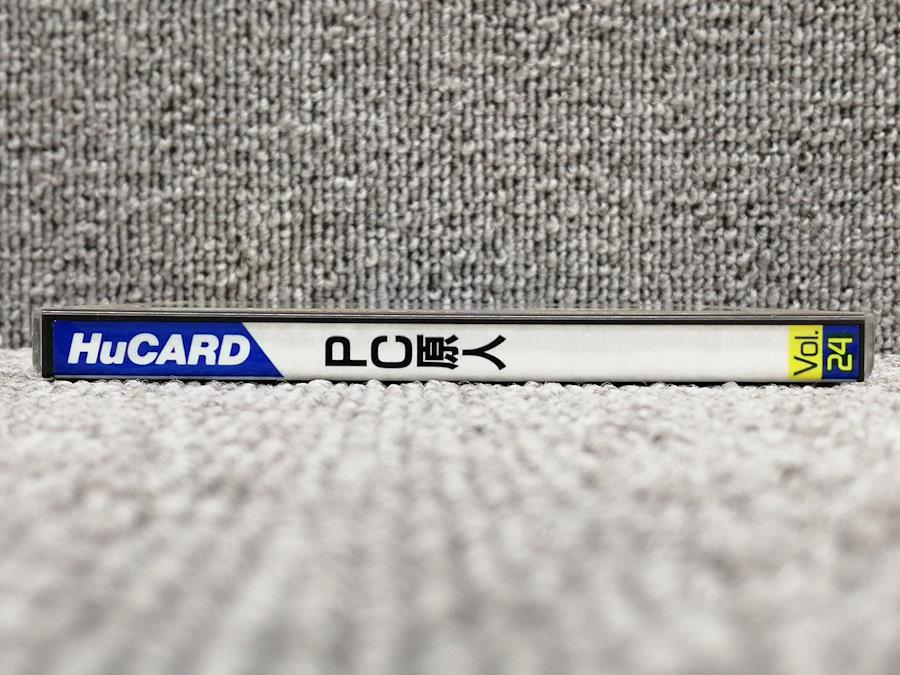 HuCARD
PC原人
Vol.
24